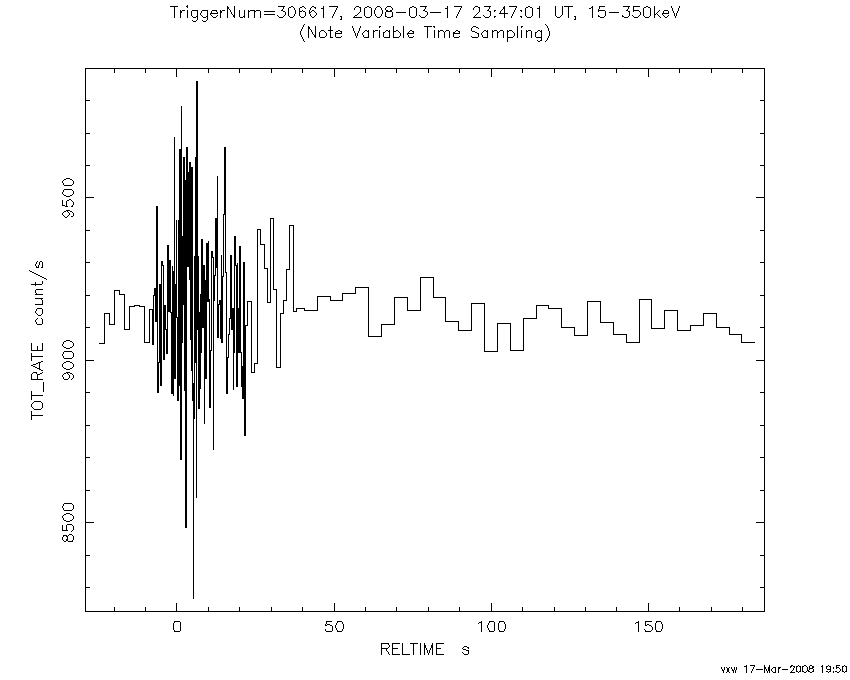 TriggerNum=306617, 2008-03-17 23:47:01 UT, 15-350keV
(Note Variable Time Sampling)
TOT_RATE count/s
9500
9000
8500
0 50 100 150
RELTIME s
vxw 17-Mar-2008 19:50